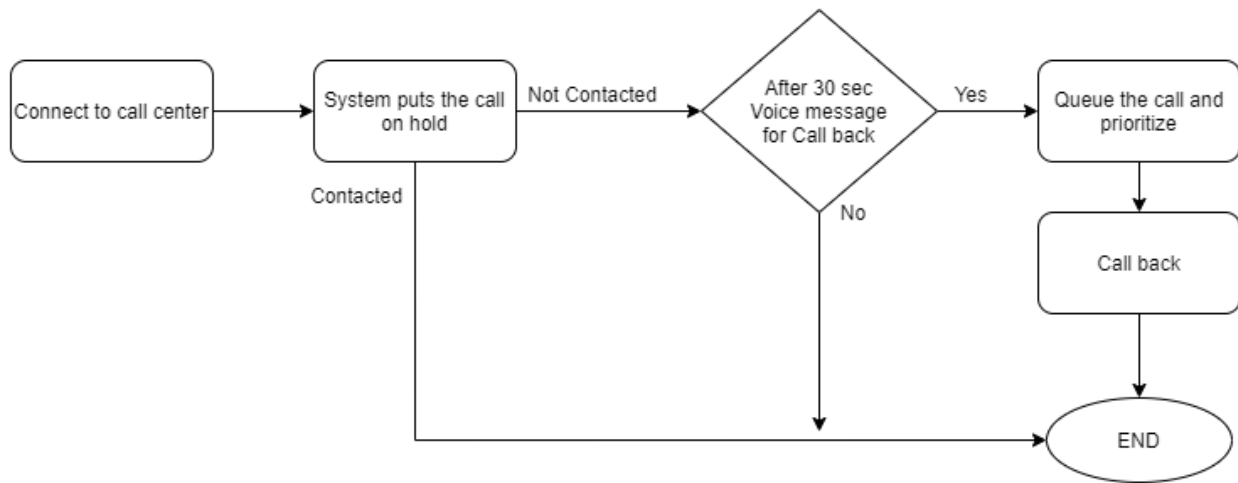 Connect to call center
System puts the call
on hold
Not Contacted
Contacted
After 30 sec
Voice message
for Call back
Yes
No
Queue the call and
prioritize
Call back
END